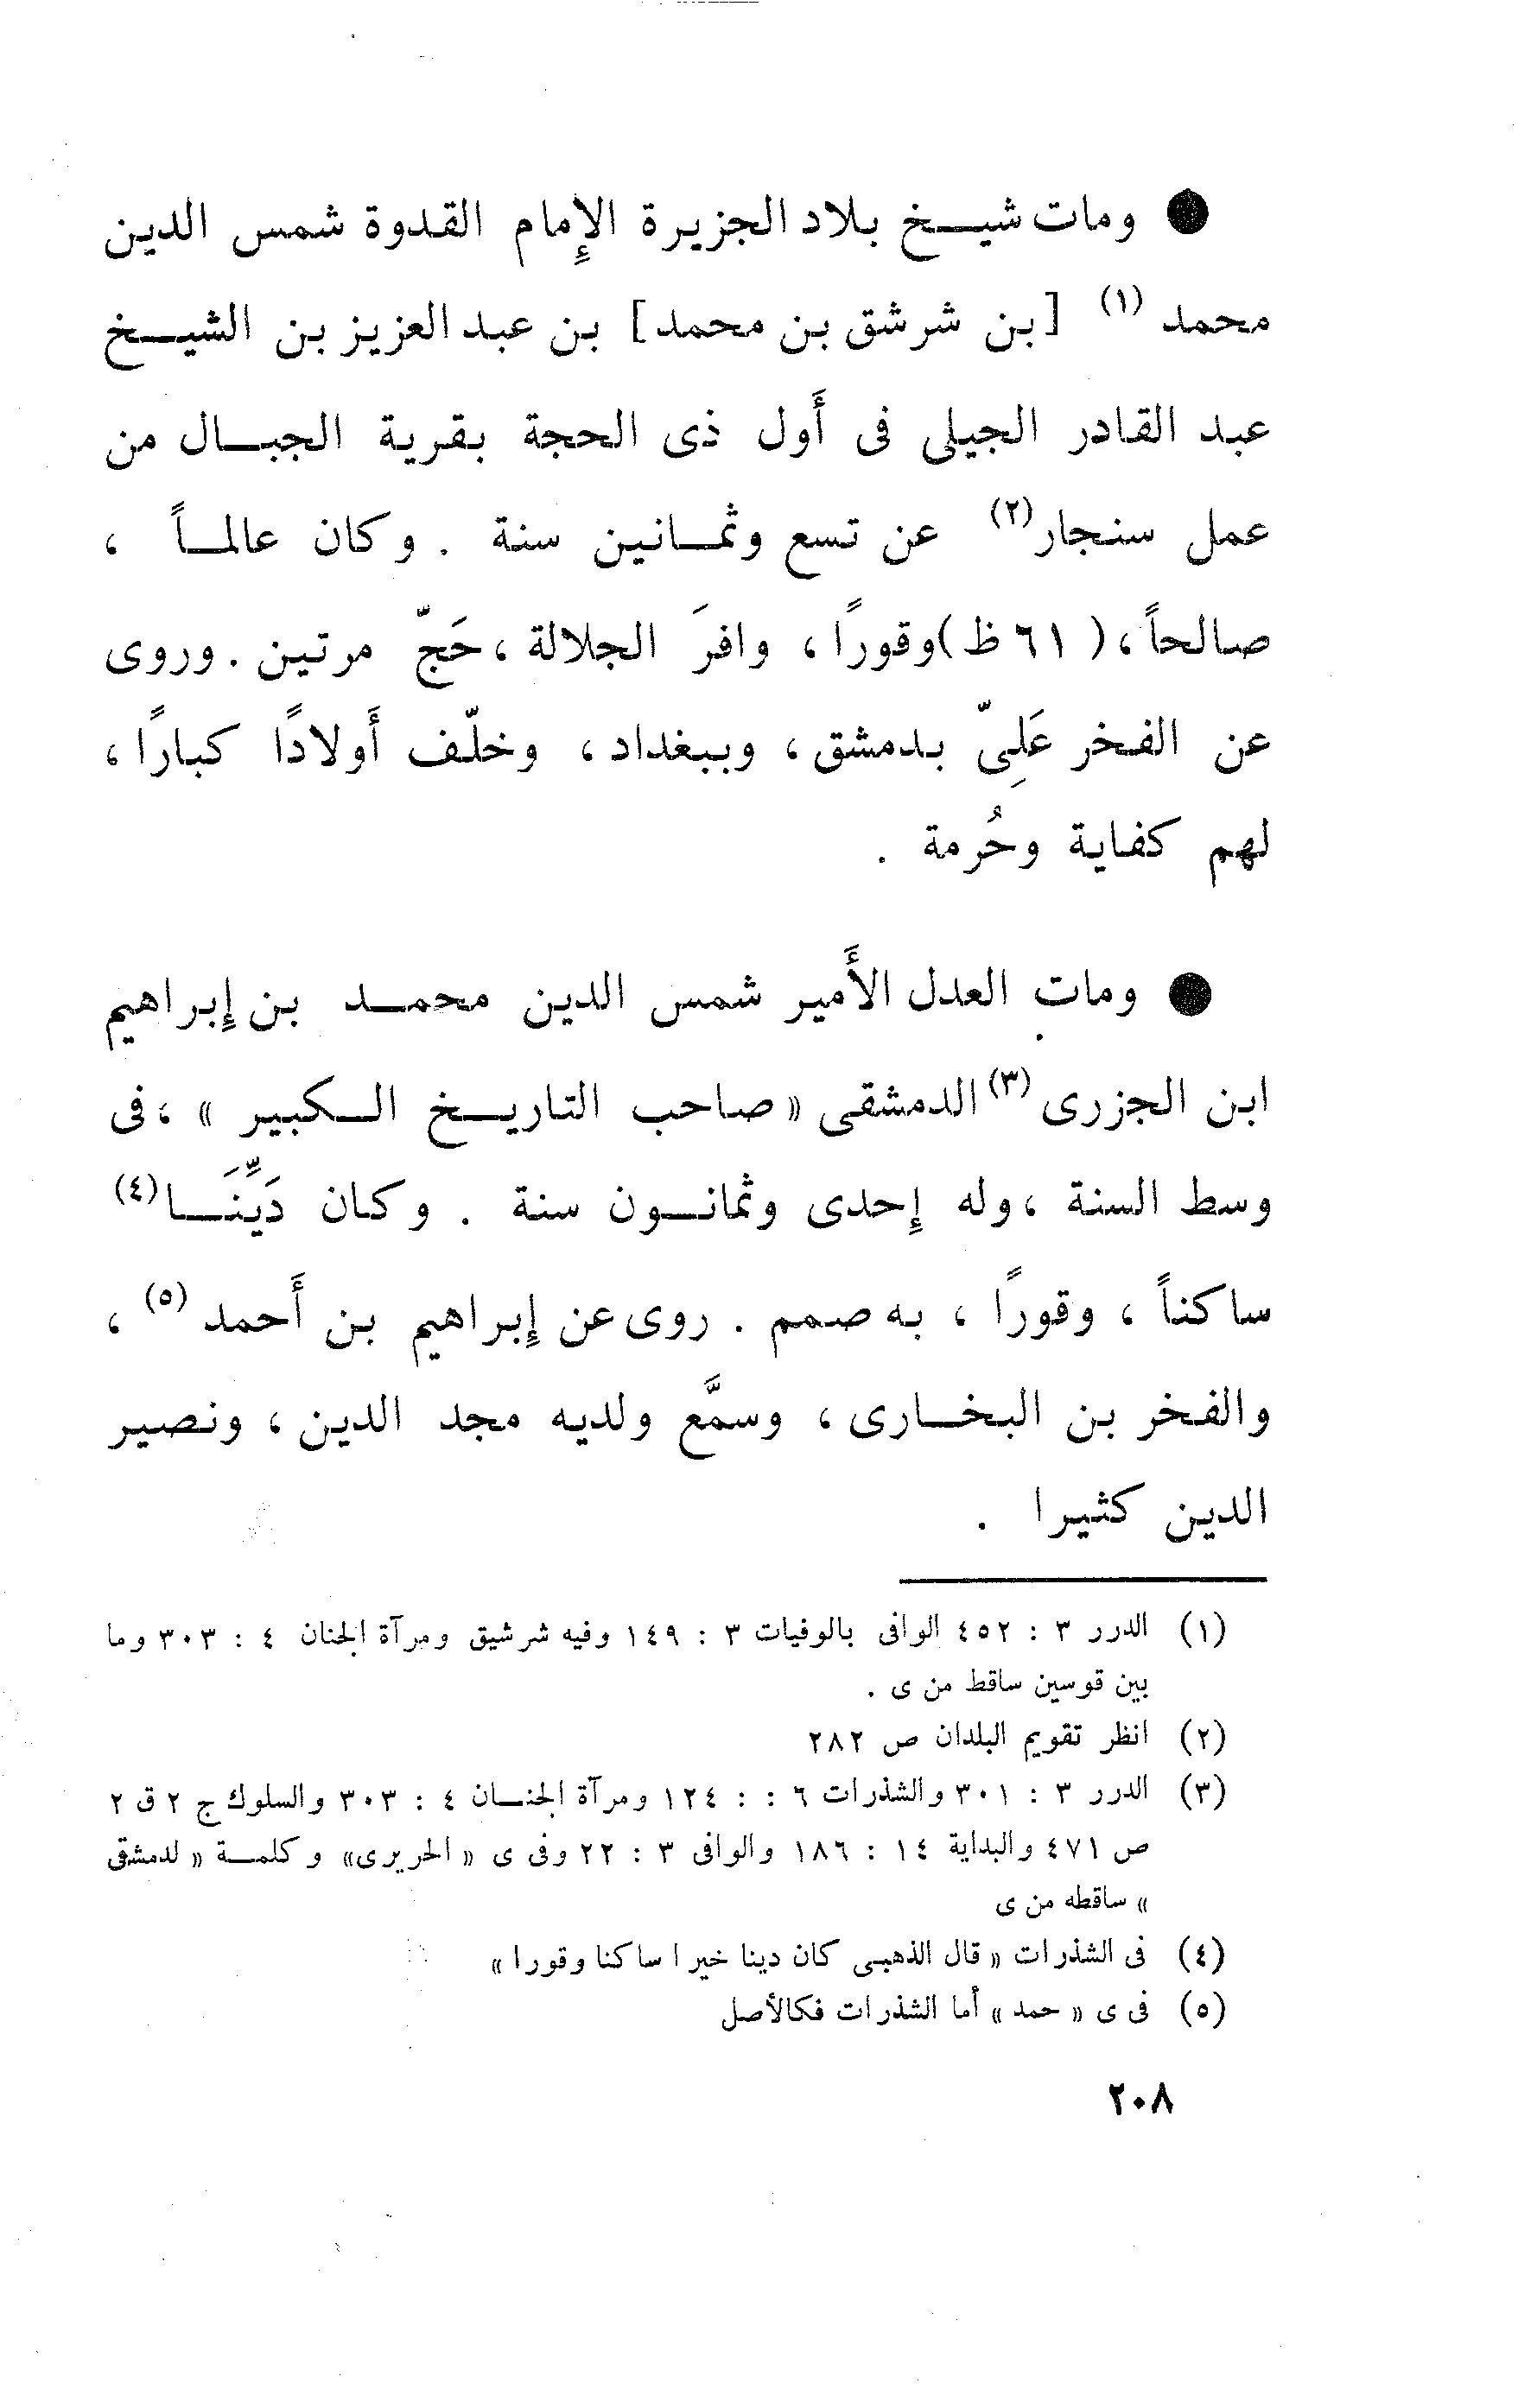 ● ومات شيخ بلاد الجزيرة الإمام القدوة شمس الدين
محمد (١) [بن شرشق بن محمد] بن عبد العزيز بن الشيخ
عبد القادر الجيلى فى أول ذى الحجة بقرية الجبال من
عمل سنجار (٢) عن تسع وثمانين سنة . وكان عالماً ،
صالحاً ، ( ٦١ ظ ) وقورًا ، وافرَ الجلالة ، حَجّ مرتين . وروى
عن الفخر عَلِىّ بدمشق ، وببغداد ، وخلّف أولادًا كبارًا ،
لهم كفاية وحُرمة .
● ومات العدل الأَمير شمس الدين محمد بن إبراهيم
ابن الجزرى (٣) الدمشقى « صاحب التاريخ الكبير » ، فى
وسط السنة ، وله إحدى وثمانون سنة . وكان دَيِّنَا (٤)
ساكناً ، وقورًا ، به صمم . روى عن إبراهيم بن أَحمد (٥) ،
والفخر بن البخارى ، وسمَّع ولديه مجد الدين ، ونصير
الدين كثيرا .
(١) الدرر ٣ : ٤٥٢ الوافى بالوفيات ٣ : ١٤٩ وفيه شرشيق ومرآة الجنان ٤ : ٣٠٣ وما
بين قوسين ساقط من ى .
(٢) انظر تقويم البلدان ص ٢٨٢
(٣) الدرر ٣ : ٣٠١ والشذرات ٦ : : ١٢٤ ومرآة الجنان ٤ : ٣٠٣ والسلوك ج ٢ ق ٢
ص ٤٧١ والبداية ١٤ : ١٨٦ والوافى ٣ : ٢٢ وفى ى « الحريرى » وكلمة « لدمشقى
» ساقطه من ى
(٤) فى الشذرات « قال الذهبى كان دينا خيرا ساكنا وقورا »
(٥) فى ى « حمد » أما الشذرات فكالأصل
٢٠٨